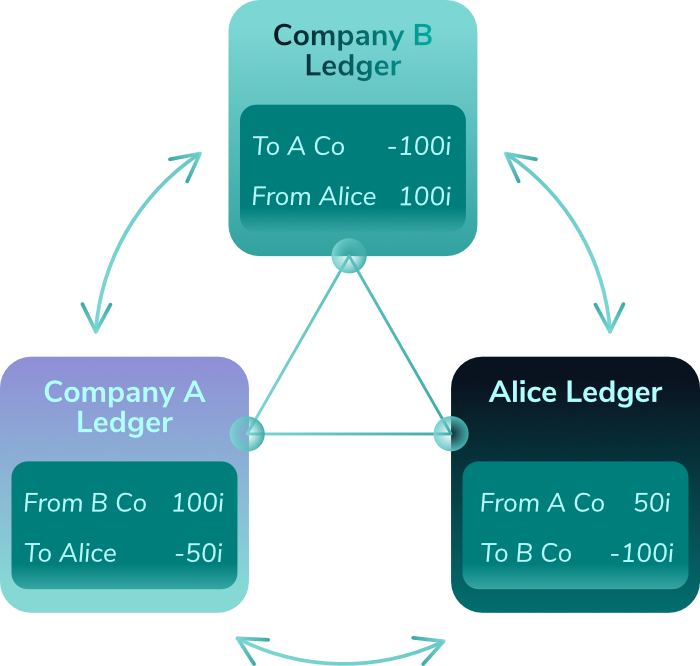 Company B
Ledger
To A Co -100i
From Alice 100i
Company A
Ledger
From B Co 100i
To Alice -50i
Alice Ledger
From A Co 50i
To B Co -100i